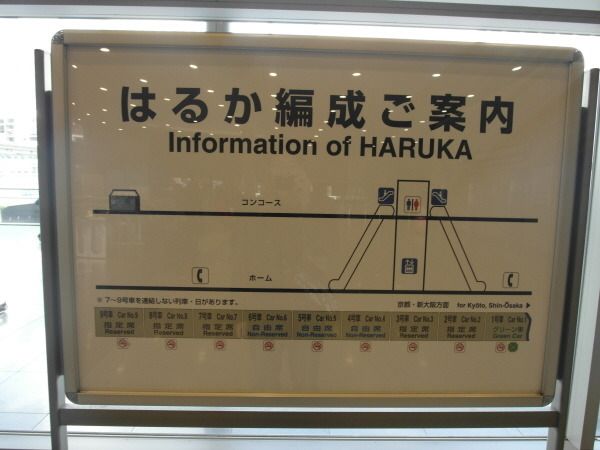 はるか編成ご案内
Information of HARUKA
コンコース
ホーム
※ 7～9号車を連結しない列車・日があります。
京都・新大阪方面 for Kyōto, Shin-Ōsaka ▶
9号車 Car No.9 8号車 Car No.8 7号車 Car No.7 6号車 Car No.6 5号車 Car No.5 4号車 Car No.4 3号車 Car No.3 2号車 Car No.2 1号車 Car No.1
指定席 指定席 指定席 自由席 自由席 自由席 指定席 指定席 グリーン車
Reserved Reserved Reserved Non-Reserved Non-Reserved Non-Reserved Reserved Reserved Green Car